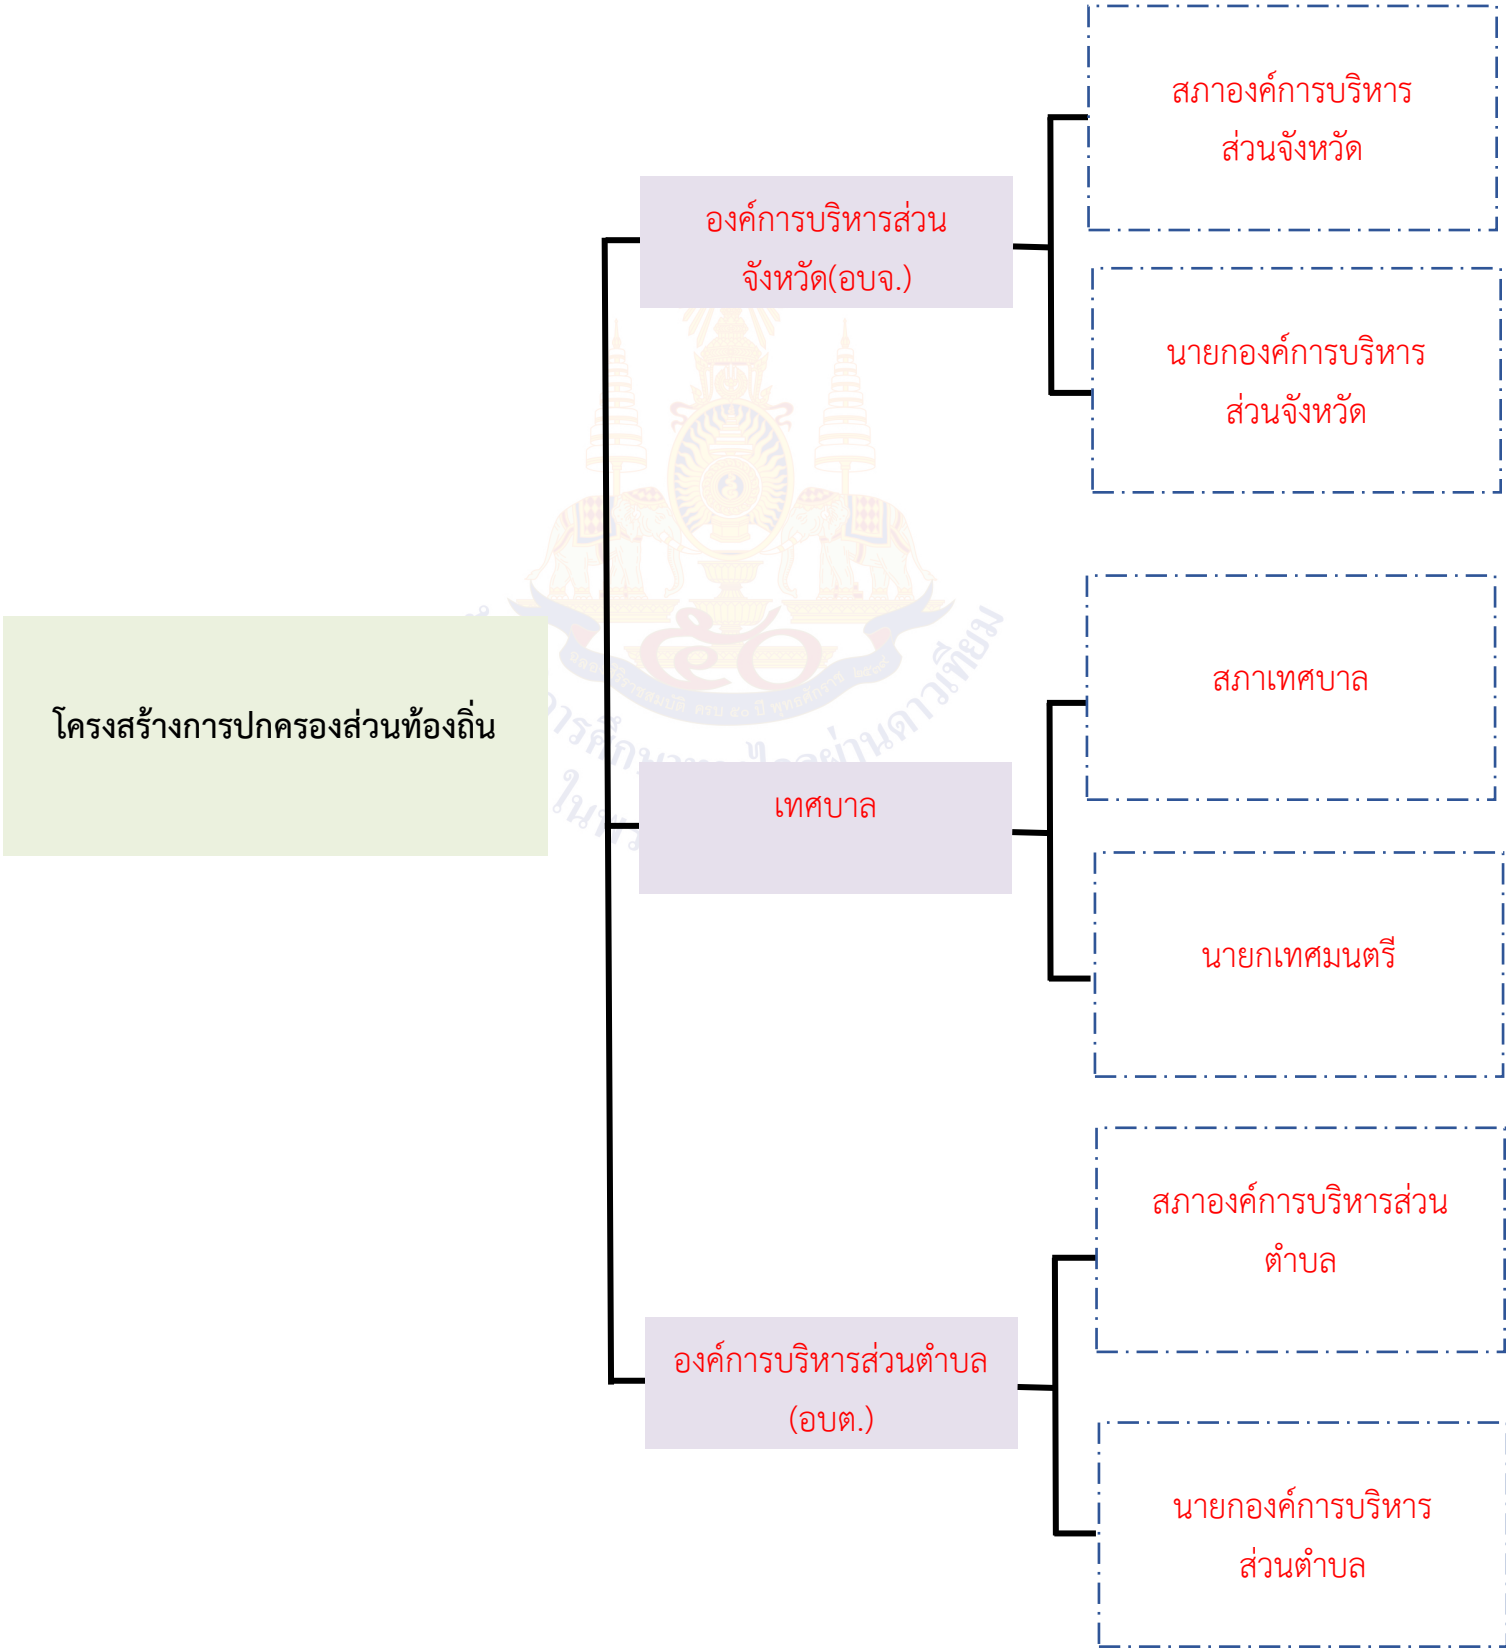 สภาองค์การบริหาร
ส่วนจังหวัด
องค์การบริหารส่วน
จังหวัด(อบจ.)
นายกองค์การบริหาร
ส่วนจังหวัด
โครงสร้างการปกครองส่วนท้องถิ่น
สภาเทศบาล
เทศบาล
นายกเทศมนตรี
สภาองค์การบริหารส่วน
ตำบล
องค์การบริหารส่วนตำบล
(อบต.)
นายกองค์การบริหาร
ส่วนตำบล